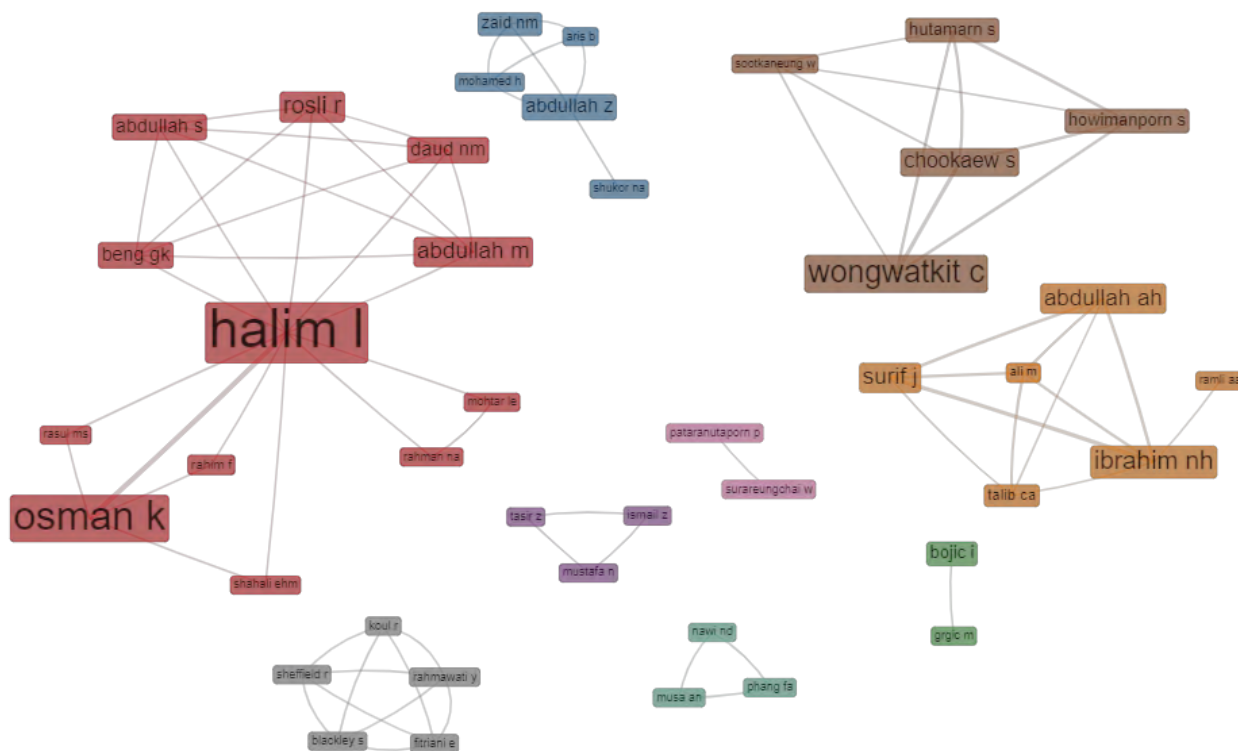 zaid nm
aris b
mohamed h
abdullah z
shukor na
hutamarn s
sootkaneung w
howimanporn s
chookaew s
wongwatkit c
rosli r
abdullah s
daud nm
beng gk
abdullah m
halim l
mohtar le
rasul ms
rahim f
rahman na
osman k
shahali ehm
abdullah ah
surif j
ali m
ramli aa
ibrahim nh
talib ca
pataranutaporn p
surareungchai w
tasir z
ismail z
mustafa n
bojic i
grgic m
koul r
sheffield r
rahmawati y
blackley s
fitriani e
nawi nd
phang fa
musa an